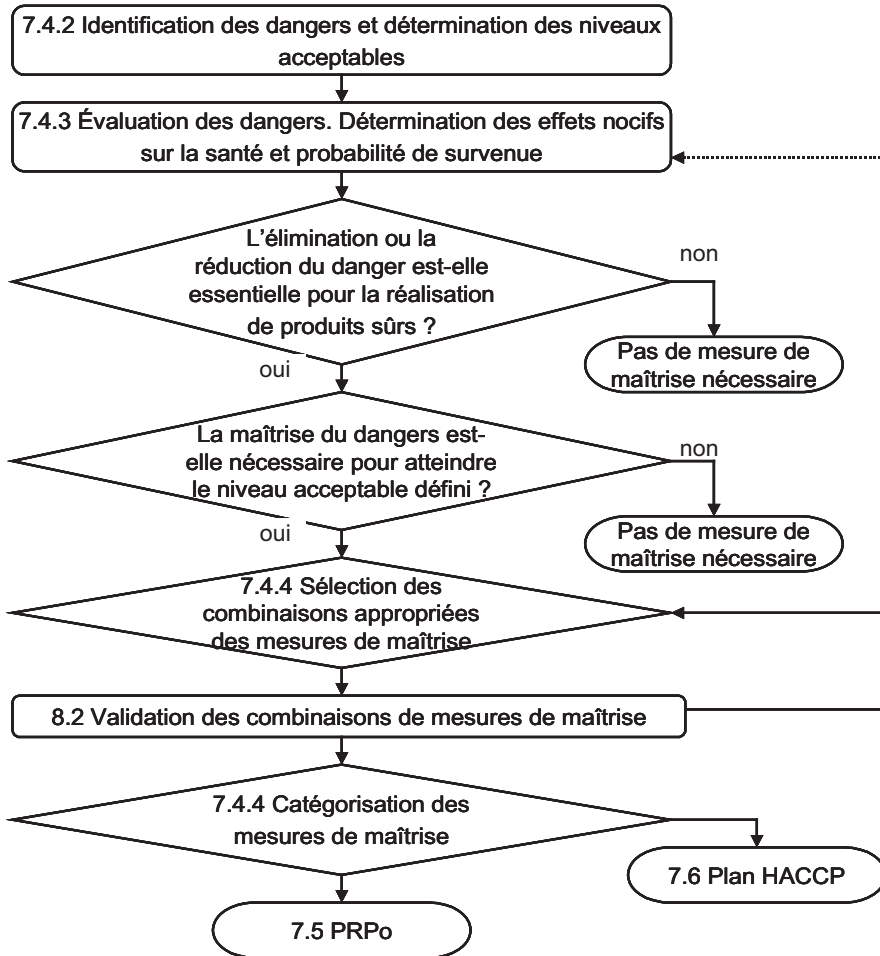 7.4.2 Identification des dangers et détermination des niveaux
acceptables
7.4.3 Évaluation des dangers. Détermination des effets nocifs
sur la santé et probabilité de survenue
L'élimination ou la
réduction du danger est-elle
essentielle pour la réalisation
de produits sûrs ?
non
Pas de mesure de
maîtrise nécessaire
oui
La maîtrise du dangers est-
elle nécessaire pour atteindre
le niveau acceptable défini ?
non
Pas de mesure de
maîtrise nécessaire
oui
7.4.4 Sélection des
combinaisons appropriées
des mesures de maîtrise
8.2 Validation des combinaisons de mesures de maîtrise
7.4.4 Catégorisation des
mesures de maîtrise
7.6 Plan HACCP
7.5 PRPo